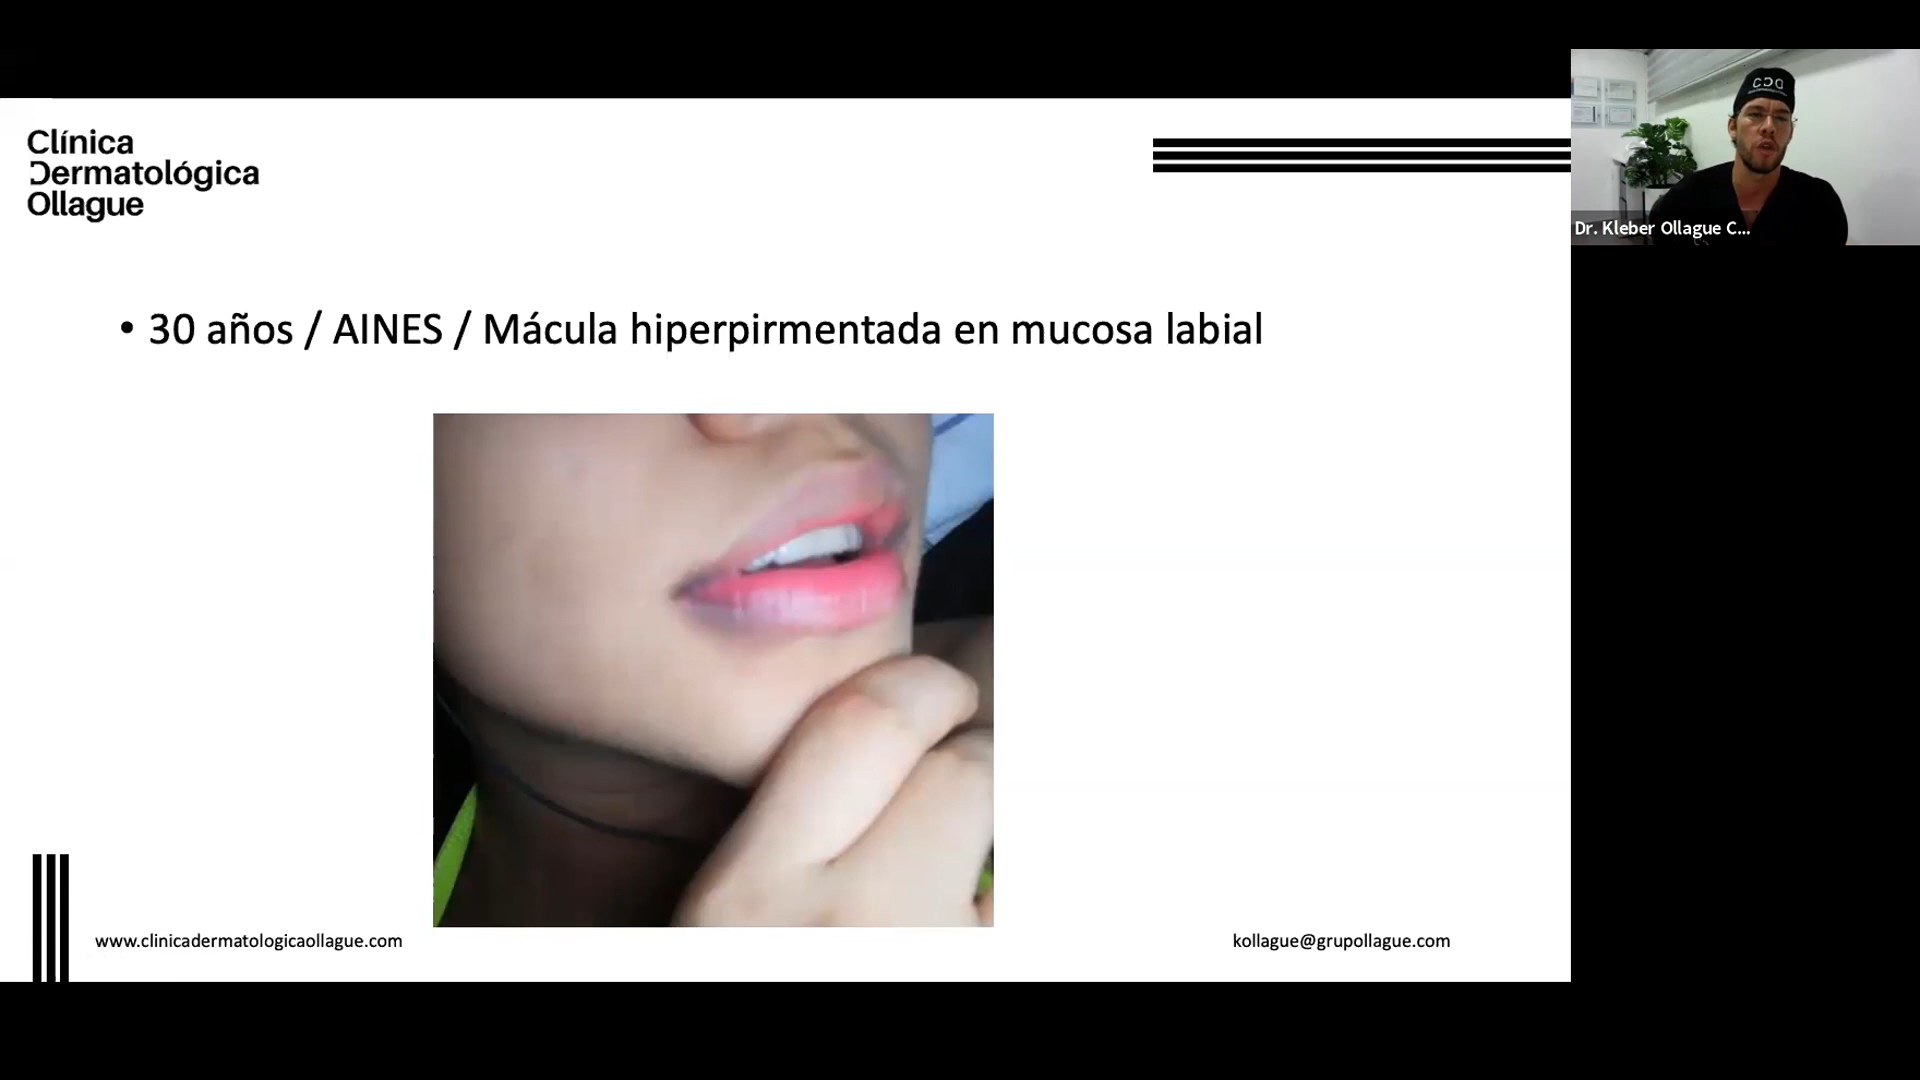 Clínica
Dermatológica
Ollague
• 30 años / AINES / Mácula hiperpirmentada en mucosa labial
www.clinicadermatologicaollague.com
kollague@grupollague.com
CDO
Dr. Kleber Ollague C...